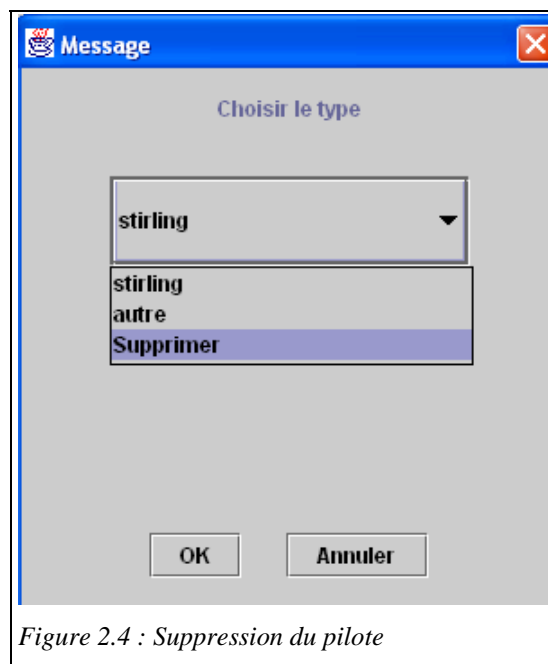 Message
Choisir le type
stirling
stirling
autre
Supprimer
OK Annuler
Figure 2.4 : Suppression du pilote